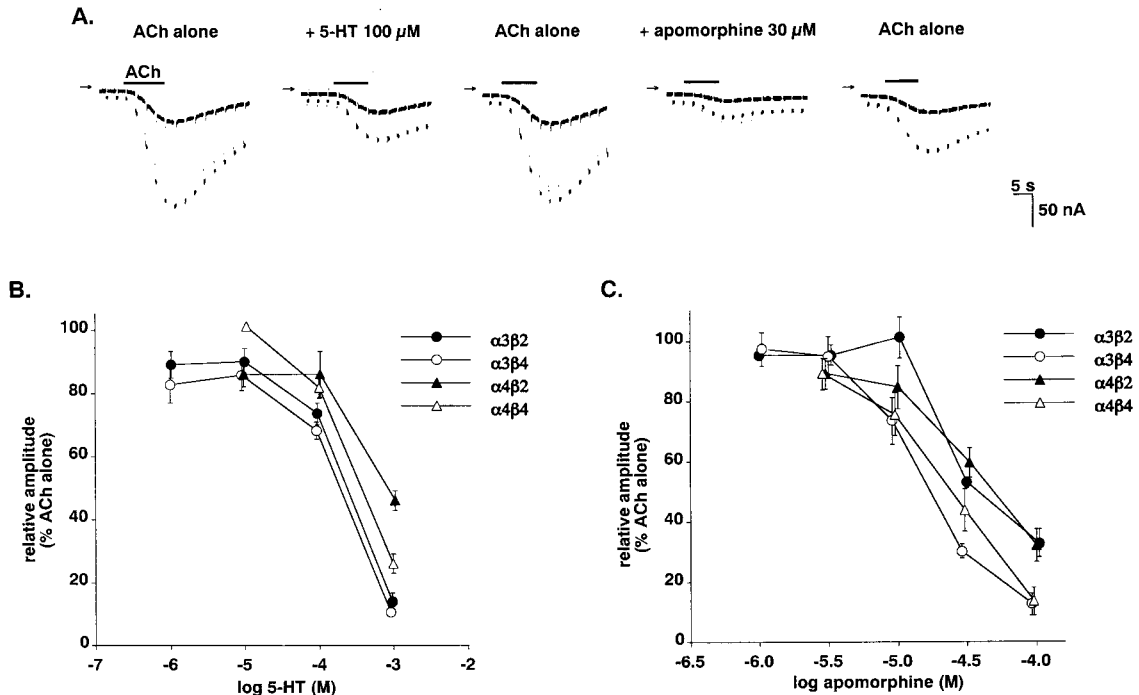 A.
ACh alone
+ 5-HT 100 µM
ACh alone
+ apomorphine 30 µM
ACh alone
ACh
5 s
50 nA
B.
relative amplitude
(% ACh alone)
100
80
60
40
20
0
-7
-6
-5
-4
-3
-2
log 5-HT (M)
α3β2
α3β4
α4β2
α4β4
C.
relative amplitude
(% ACh alone)
100
80
60
40
20
0
-6.5
-6.0
-5.5
-5.0
-4.5
-4.0
log apomorphine (M)
α3β2
α3β4
α4β2
α4β4